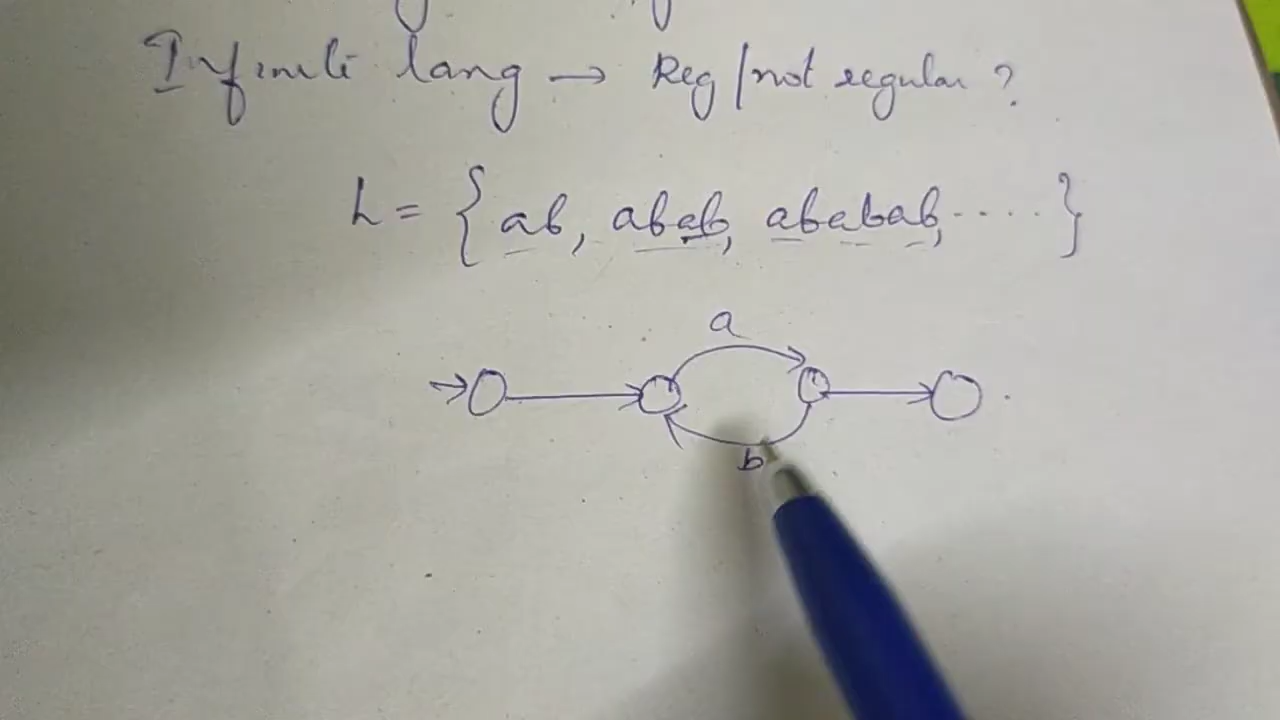 Infinite lang → Reg / not regular ?
L = { ab, abab, ababab, ..... }
a
b